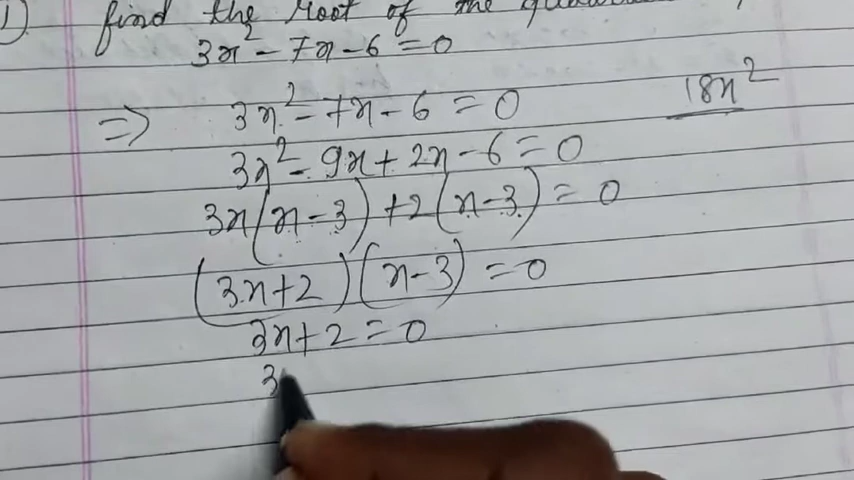 1) find the root of the
3x² - 7x - 6 = 0
=> 3x² - 7x - 6 = 0
18x²
3x² - 9x + 2x - 6 = 0
3x(x-3) + 2(x-3) = 0
(3x+2)(x-3) = 0
3x+2 = 0
3